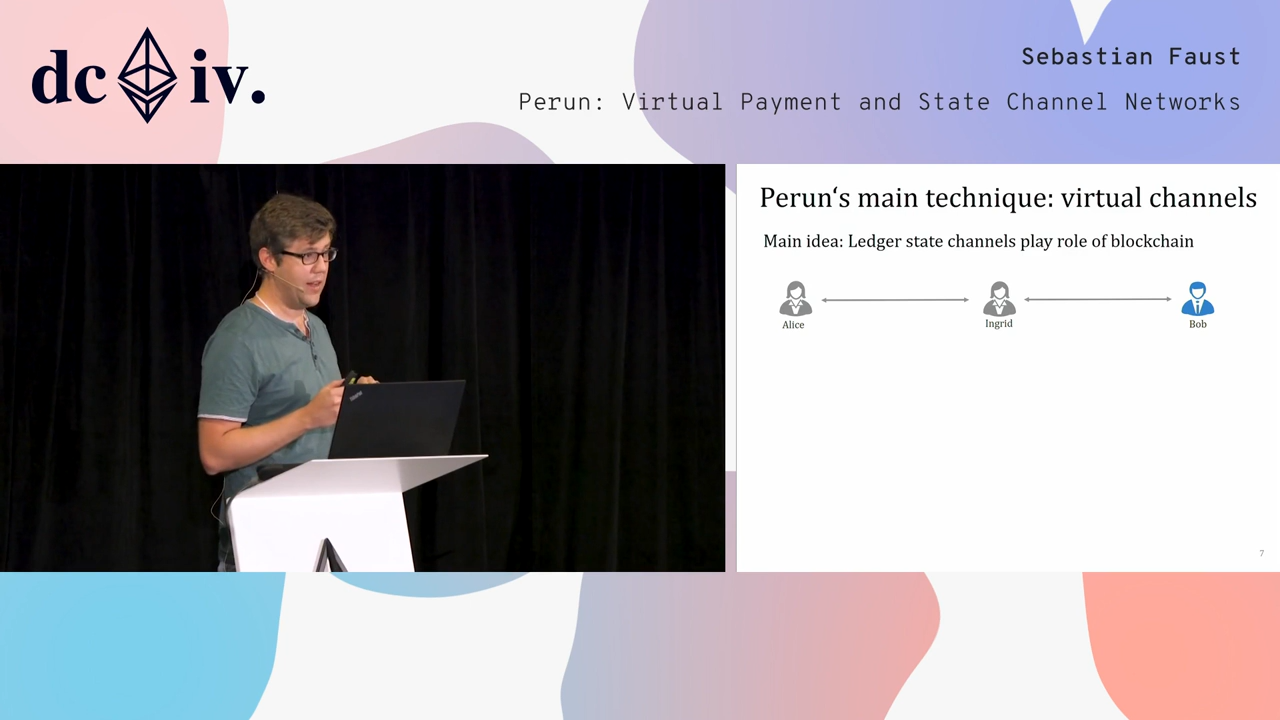 dc iv.
Sebastian Faust
Perun: Virtual Payment and State Channel Networks
Perun‘s main technique: virtual channels
Main idea: Ledger state channels play role of blockchain
Alice
Ingrid
Bob
7